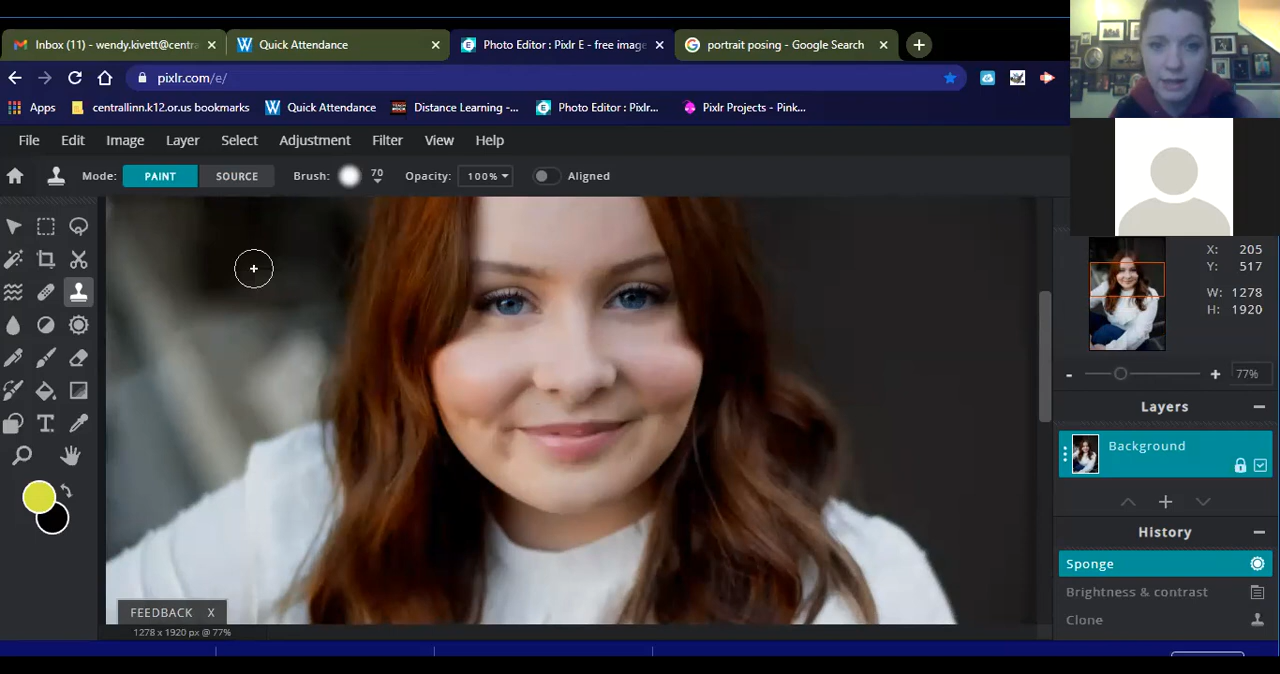 Inbox (11) - wendy.kivett@centra
Quick Attendance
Photo Editor : Pixlr E - free image
portrait posing - Google Search
pixlr.com/e/
Apps
centrallinn.k12.or.us bookmarks
Quick Attendance
Distance Learning -...
Photo Editor : Pixlr...
Pixlr Projects - Pink...
File Edit Image Layer Select Adjustment Filter View Help
Mode: PAINT SOURCE Brush: 70 Opacity: 100% Aligned
X: 205
Y: 517
W: 1278
H: 1920
- + 77%
Layers
Background
History
Sponge
Brightness & contrast
Clone
FEEDBACK X
1278 x 1920 px @ 77%